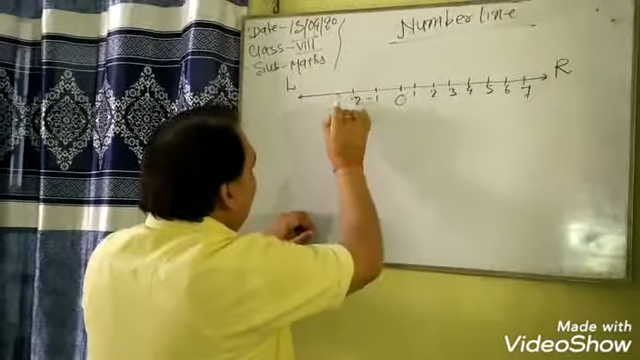 Date - 15/04/20
Class - VIII
Sub - Maths
Number line
L R
-2 -1 0 1 2 3 4 5 6 7
Made with
VideoShow